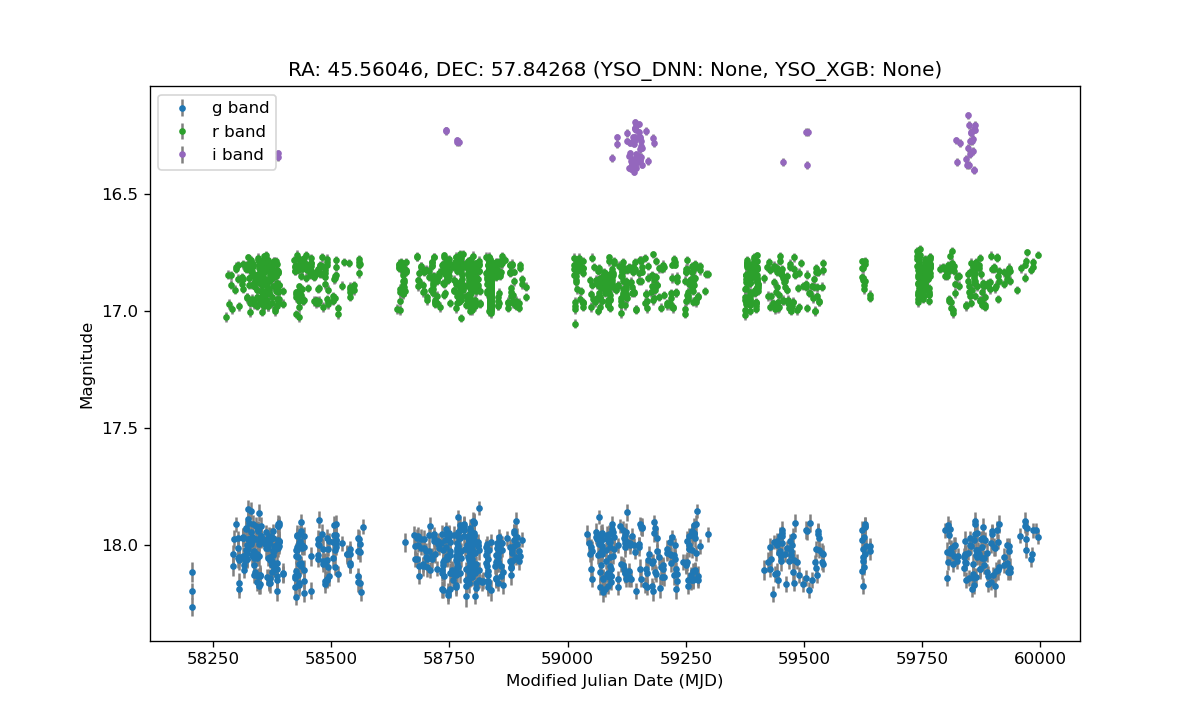 RA: 45.56046, DEC: 57.84268 (YSO_DNN: None, YSO_XGB: None)
g band
r band
i band
16.5
17.0
17.5
18.0
Magnitude
58250 58500 58750 59000 59250 59500 59750 60000
Modified Julian Date (MJD)